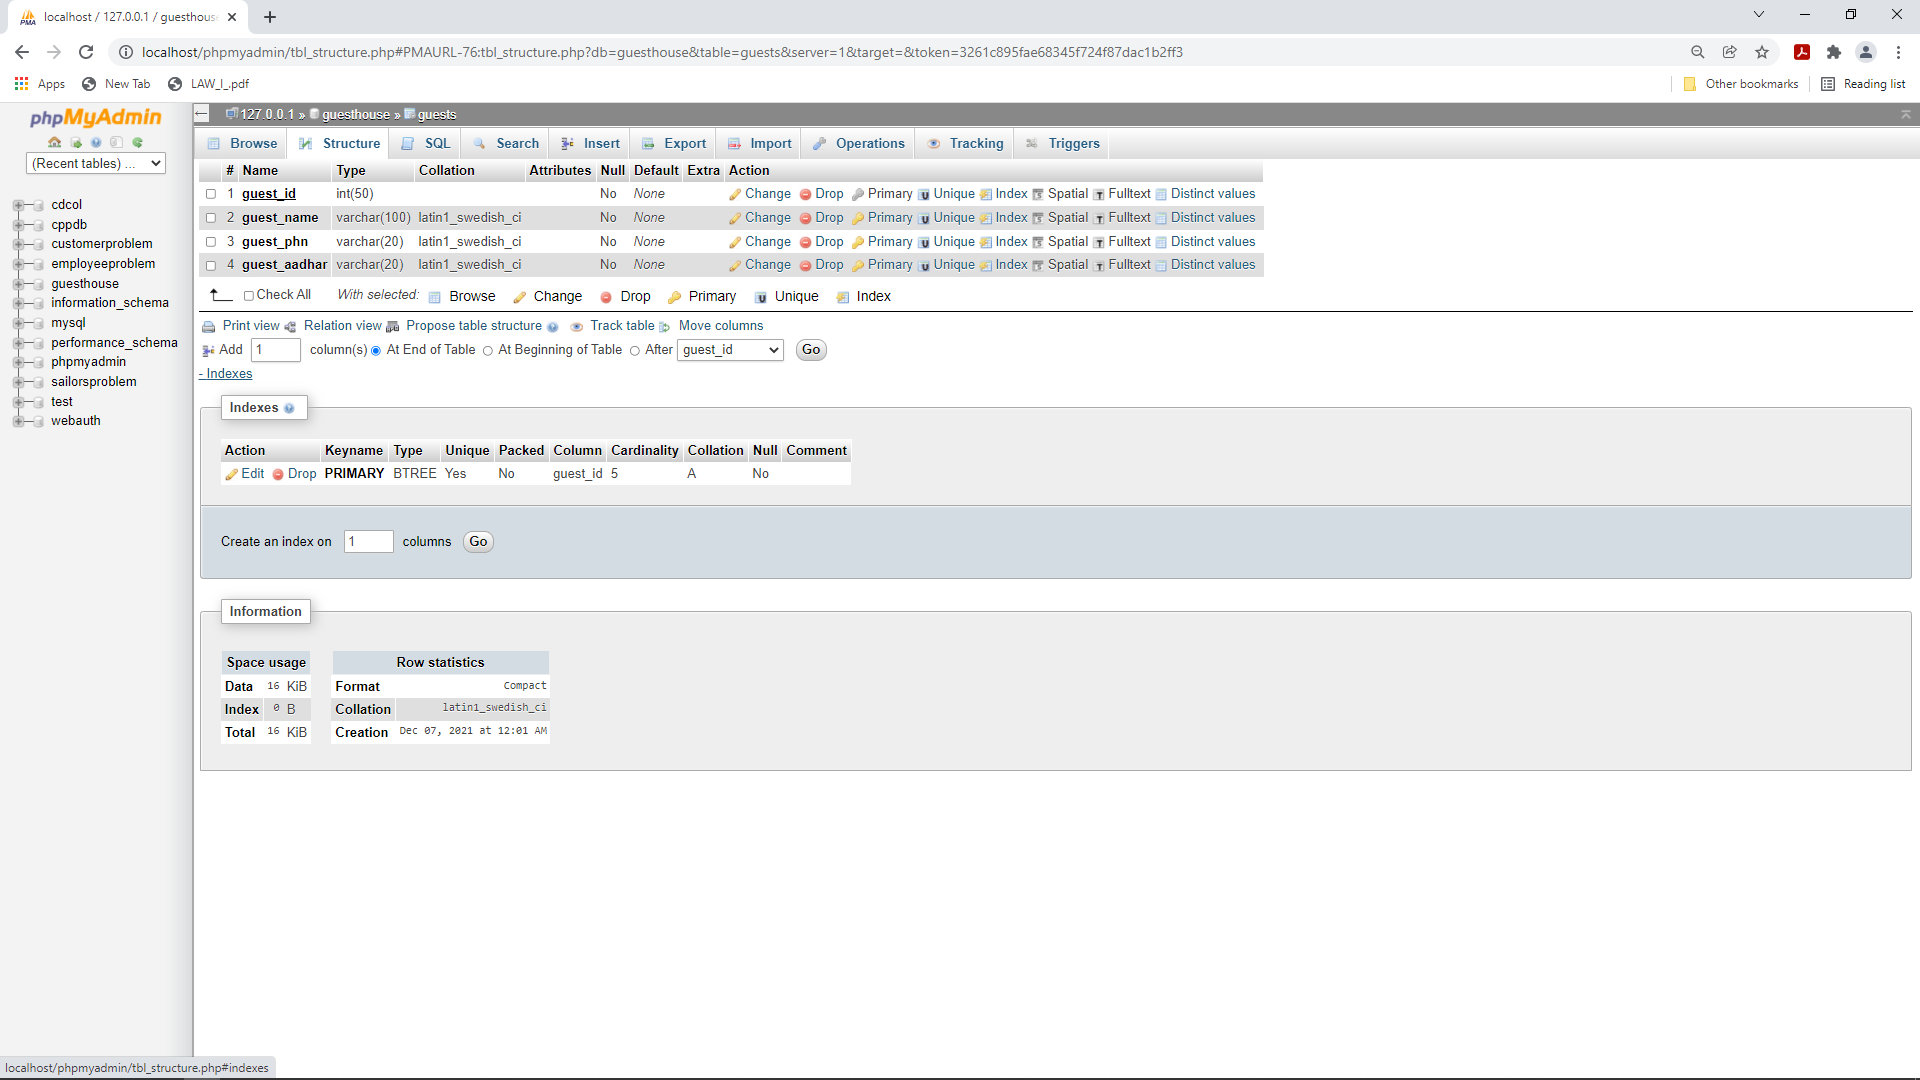 localhost / 127.0.0.1 / guesthouse
localhost/phpmyadmin/tbl_structure.php#PMAURL-76:tbl_structure.php?db=guesthouse&table=guests&server=1&target=&token=3261c895fae68345f724f87dac1b2ff3
Apps New Tab LAW_I_.pdf Other bookmarks Reading list
phpMyAdmin
(Recent tables) ...
cdcol
cppdb
customerproblem
employeeproblem
guesthouse
information_schema
mysql
performance_schema
phpmyadmin
sailorsproblem
test
webauth
127.0.0.1 » guesthouse » guests
Browse Structure SQL Search Insert Export Import Operations Tracking Triggers
# Name Type Collation Attributes Null Default Extra Action
1 guest_id int(50) No None Change Drop Primary Unique Index Spatial Fulltext Distinct values
2 guest_name varchar(100) latin1_swedish_ci No None Change Drop Primary Unique Index Spatial Fulltext Distinct values
3 guest_phn varchar(20) latin1_swedish_ci No None Change Drop Primary Unique Index Spatial Fulltext Distinct values
4 guest_aadhar varchar(20) latin1_swedish_ci No None Change Drop Primary Unique Index Spatial Fulltext Distinct values
Check All With selected: Browse Change Drop Primary Unique Index
Print view Relation view Propose table structure Track table Move columns
Add 1 column(s) At End of Table At Beginning of Table After guest_id Go
- Indexes
Indexes
Action Keyname Type Unique Packed Column Cardinality Collation Null Comment
Edit Drop PRIMARY BTREE Yes No guest_id 5 A No
Create an index on 1 columns Go
Information
Space usage
Data 16 KiB
Index 0 B
Total 16 KiB
Row statistics
Format Compact
Collation latin1_swedish_ci
Creation Dec 07, 2021 at 12:01 AM
localhost/phpmyadmin/tbl_structure.php#indexes